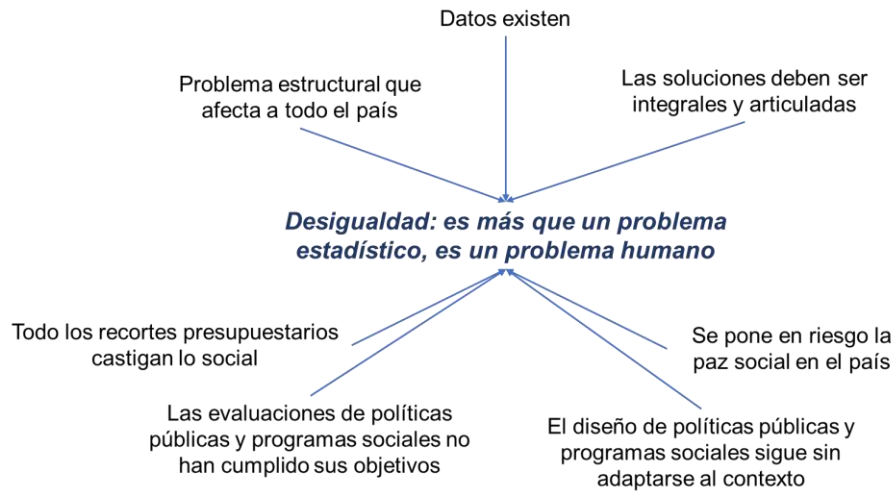 Datos existen
Problema estructural que
afecta a todo el país
Las soluciones deben ser
integrales y articuladas
Desigualdad: es más que un problema
estadístico, es un problema humano
Todo los recortes presupuestarios
castigan lo social
Se pone en riesgo la
paz social en el país
Las evaluaciones de políticas
públicas y programas sociales no
han cumplido sus objetivos
El diseño de políticas públicas y
programas sociales sigue sin
adaptarse al contexto